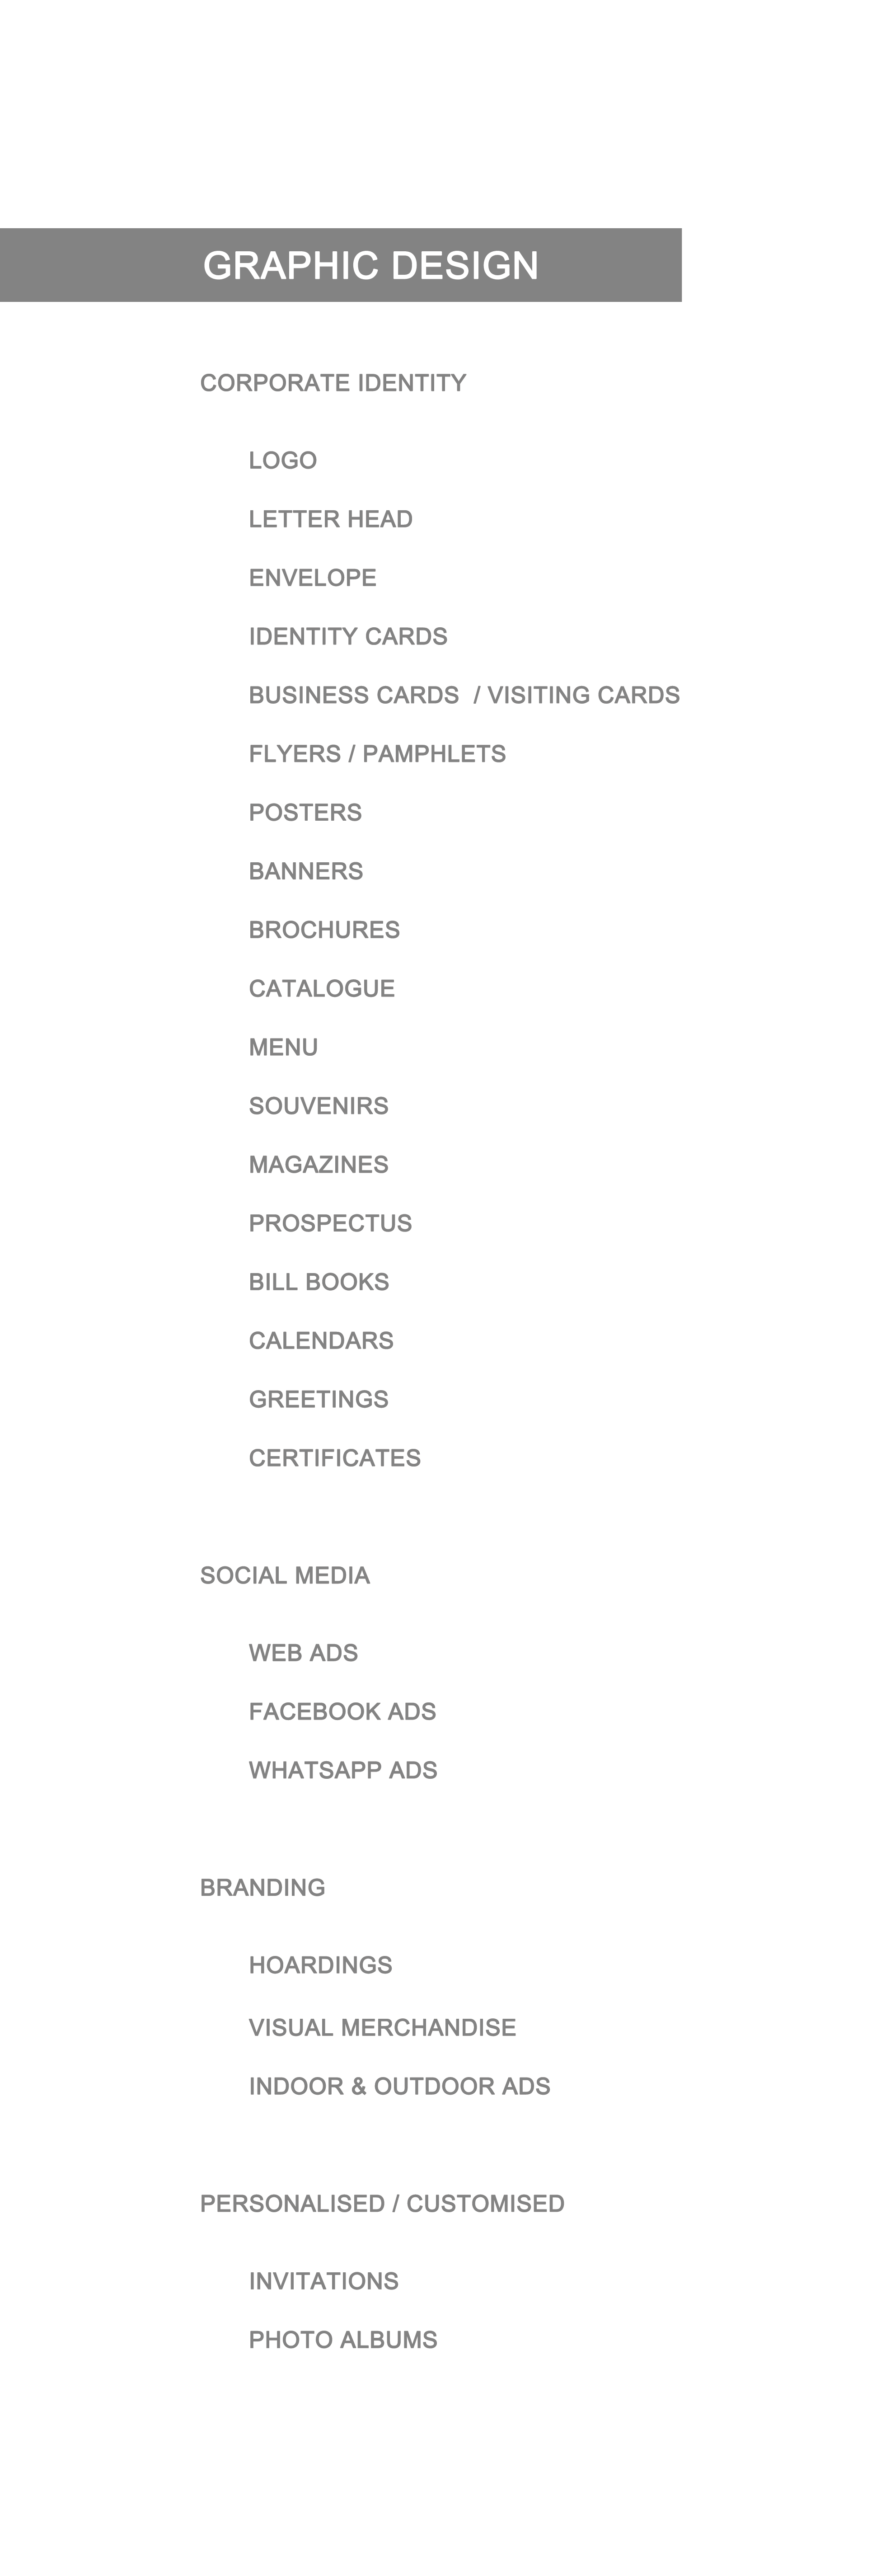 GRAPHIC DESIGN
CORPORATE IDENTITY
LOGO
LETTER HEAD
ENVELOPE
IDENTITY CARDS
BUSINESS CARDS  / VISITING CARDS
FLYERS / PAMPHLETS
POSTERS
BANNERS
BROCHURES
CATALOGUE
MENU
SOUVENIRS
MAGAZINES
PROSPECTUS
BILL BOOKS
CALENDARS
GREETINGS
CERTIFICATES
SOCIAL MEDIA
WEB ADS
FACEBOOK ADS
WHATSAPP ADS
BRANDING
HOARDINGS
VISUAL MERCHANDISE
INDOOR & OUTDOOR ADS
PERSONALISED / CUSTOMISED
INVITATIONS
PHOTO ALBUMS